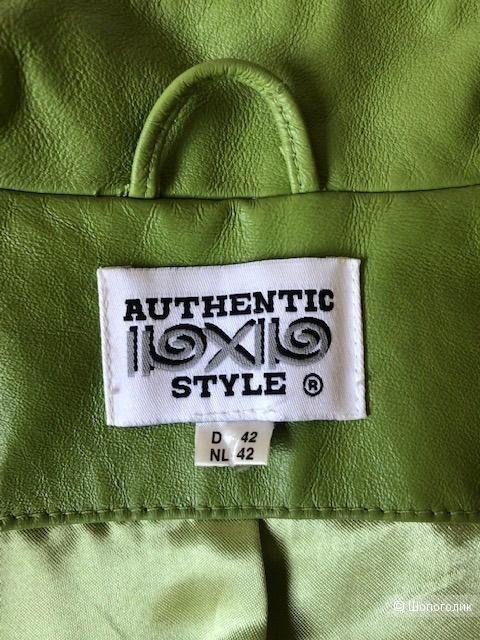 AUTHENTIC
STYLE ®
D 42
NL 42
© Шопоголик